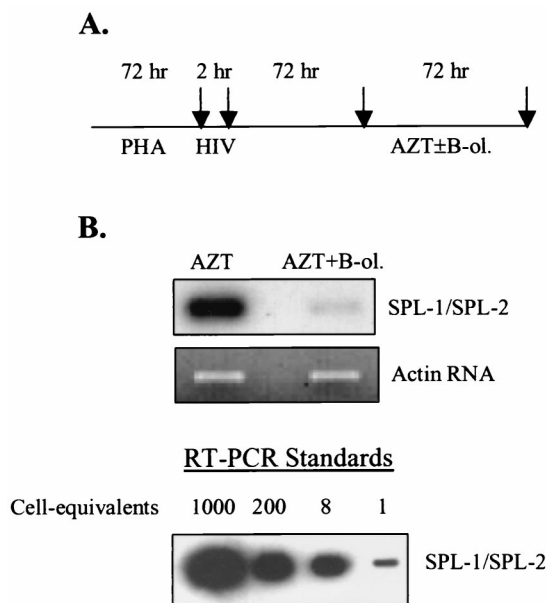 A.
72 hr 2 hr 72 hr 72 hr
PHA HIV AZT±B-ol.
B.
AZT AZT+B-ol.
SPL-1/SPL-2
Actin RNA
RT-PCR Standards
Cell-equivalents 1000 200 8 1
SPL-1/SPL-2